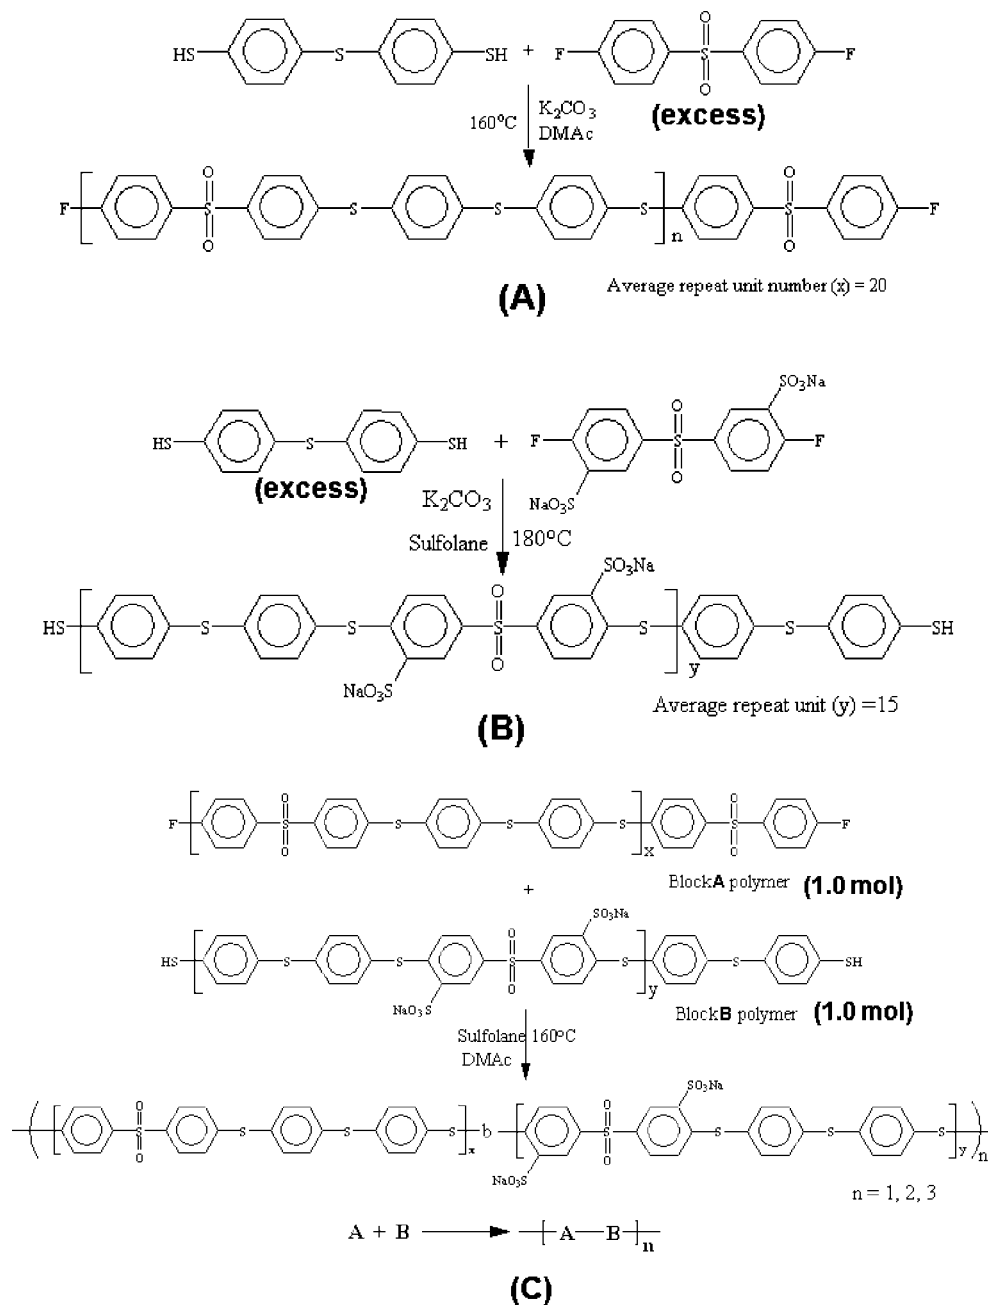 HS S SH + F S O O F
(excess)
160°C K₂CO₃
DMAc
F [ S O O S S S ]n S O O F
Average repeat unit number (x) = 20
(A)
SO₃Na
HS S SH + F S O O F
(excess)
NaO₃S
K₂CO₃
Sulfolane 180°C
SO₃Na
HS [ S S S O O S ]y S SH
NaO₃S
Average repeat unit (y) =15
(B)
F [ S O O S S S ]x S O O F
BlockA polymer (1.0 mol)
+
SO₃Na
HS [ S S S O O S ]y S SH
NaO₃S
BlockB polymer (1.0 mol)
Sulfolane 160°C
DMAc
SO₃Na
( [ S O O S S S ]x b [ S O O S S S ]y )n
NaO₃S
n = 1, 2, 3
A + B [ A B ]n
(C)